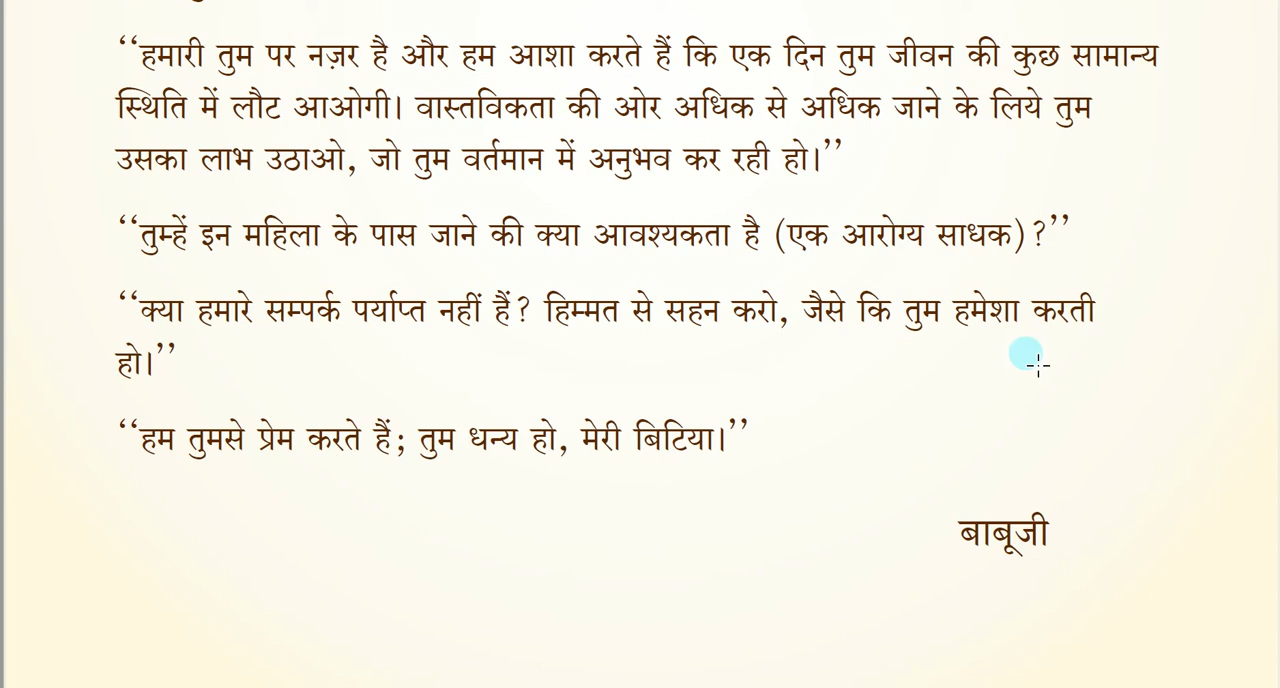 ‘‘हमारी तुम पर नज़र है और हम आशा करते हैं कि एक दिन तुम जीवन की कुछ सामान्य
स्थिति में लौट आओगी। वास्तविकता की ओर अधिक से अधिक जाने के लिये तुम
उसका लाभ उठाओ, जो तुम वर्तमान में अनुभव कर रही हो।’’
‘‘तुम्हें इन महिला के पास जाने की क्या आवश्यकता है (एक आरोग्य साधक)?’’
‘‘क्या हमारे सम्पर्क पर्याप्त नहीं हैं? हिम्मत से सहन करो, जैसे कि तुम हमेशा करती
हो।’’
‘‘हम तुमसे प्रेम करते हैं; तुम धन्य हो, मेरी बिटिया।’’
बाबूजी